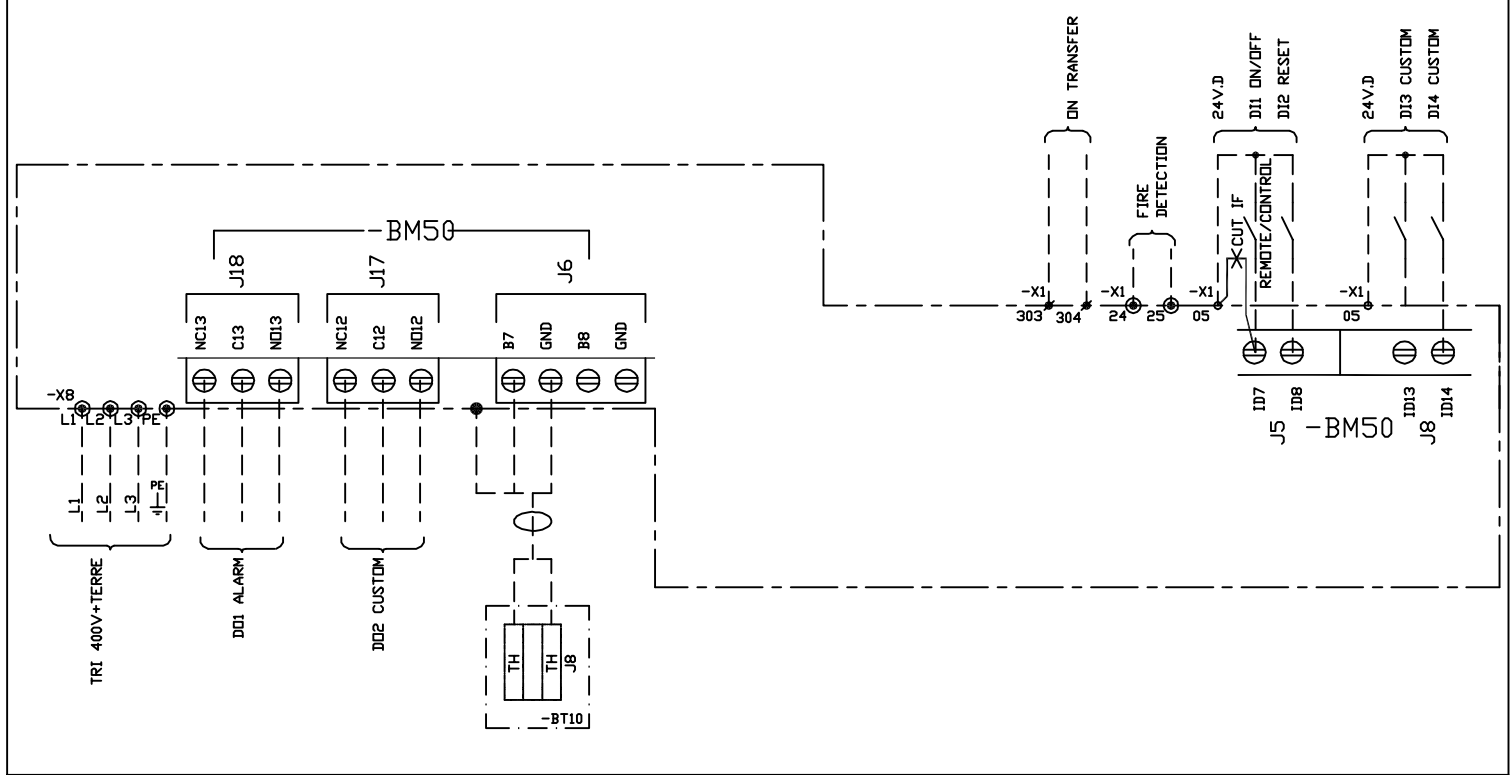 ON TRANSFER
FIRE
DETECTION
24V.D
DI1 ON/OFF
DI2 RESET
24V.D
DI3 CUSTOM
DI4 CUSTOM
CUT IF
REMOTE/CONTROL
-BM50
J18
J17
J6
-X1
303
304
-X1
24
25
-X1
05
-X1
05
NC13
C13
NO13
NC12
C12
NO12
B7
GND
B8
GND
-X8
L1
L2
L3
PE
ID7
ID8
ID13
ID14
J5
-BM50
J8
L1
L2
L3
PE
TRI 400V+TERRE
DO1 ALARM
DO2 CUSTOM
TH
TH
J8
-BT10